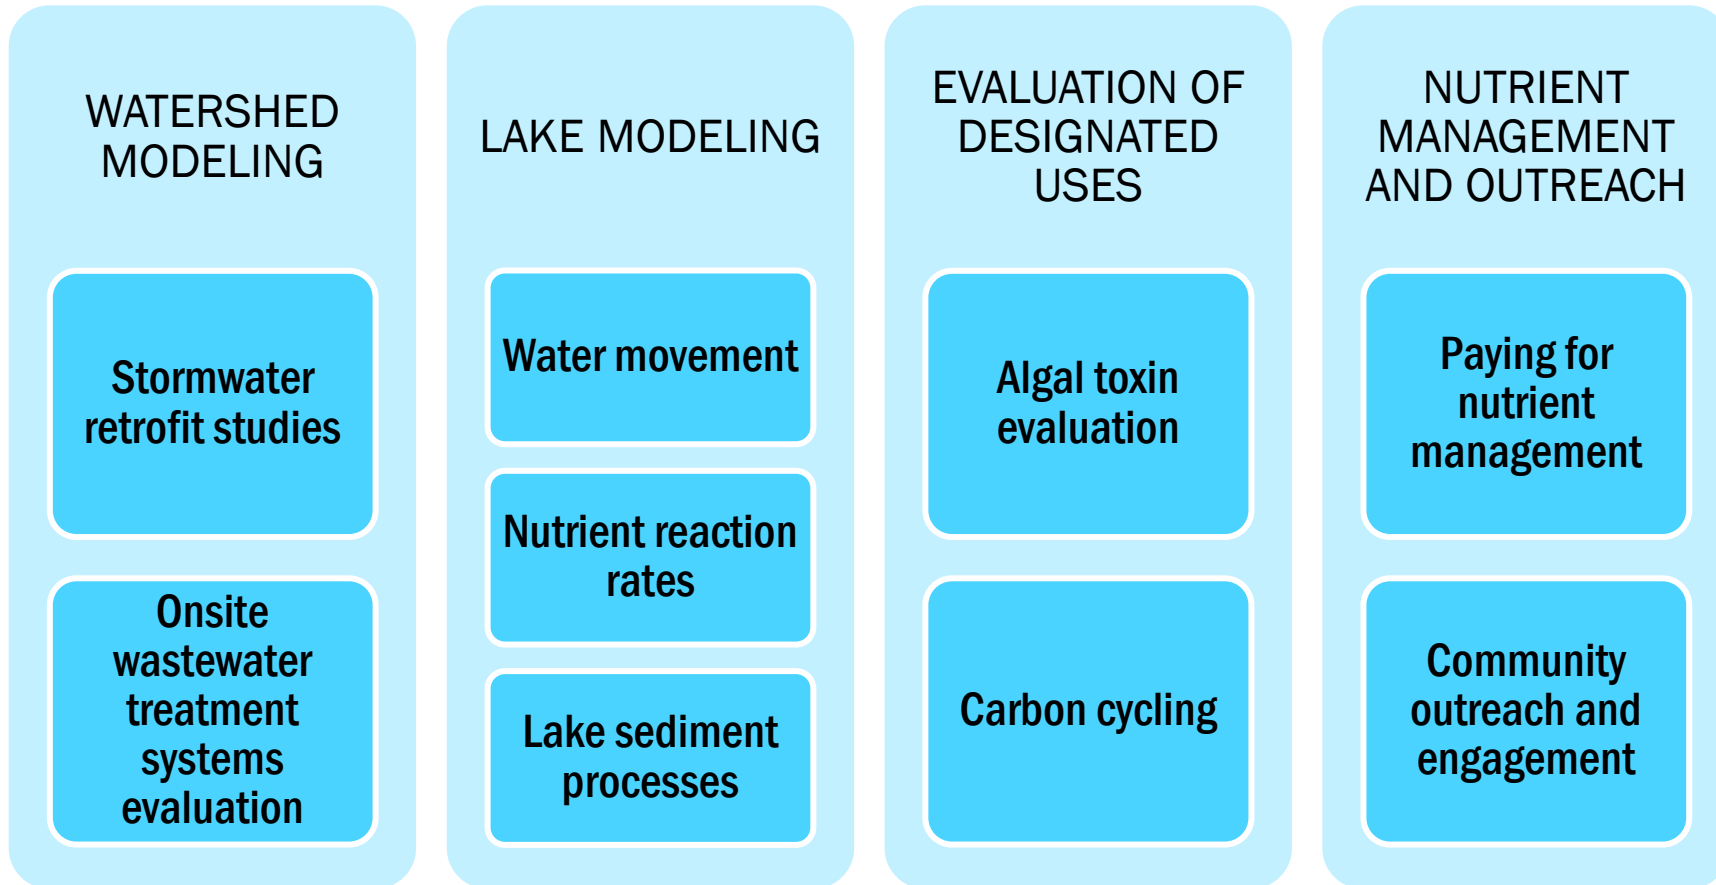 WATERSHED
MODELING
Stormwater
retrofit studies
Onsite
wastewater
treatment
systems
evaluation
LAKE MODELING
Water movement
Nutrient reaction
rates
Lake sediment
processes
EVALUATION OF
DESIGNATED
USES
Algal toxin
evaluation
Carbon cycling
NUTRIENT
MANAGEMENT
AND OUTREACH
Paying for
nutrient
management
Community
outreach and
engagement